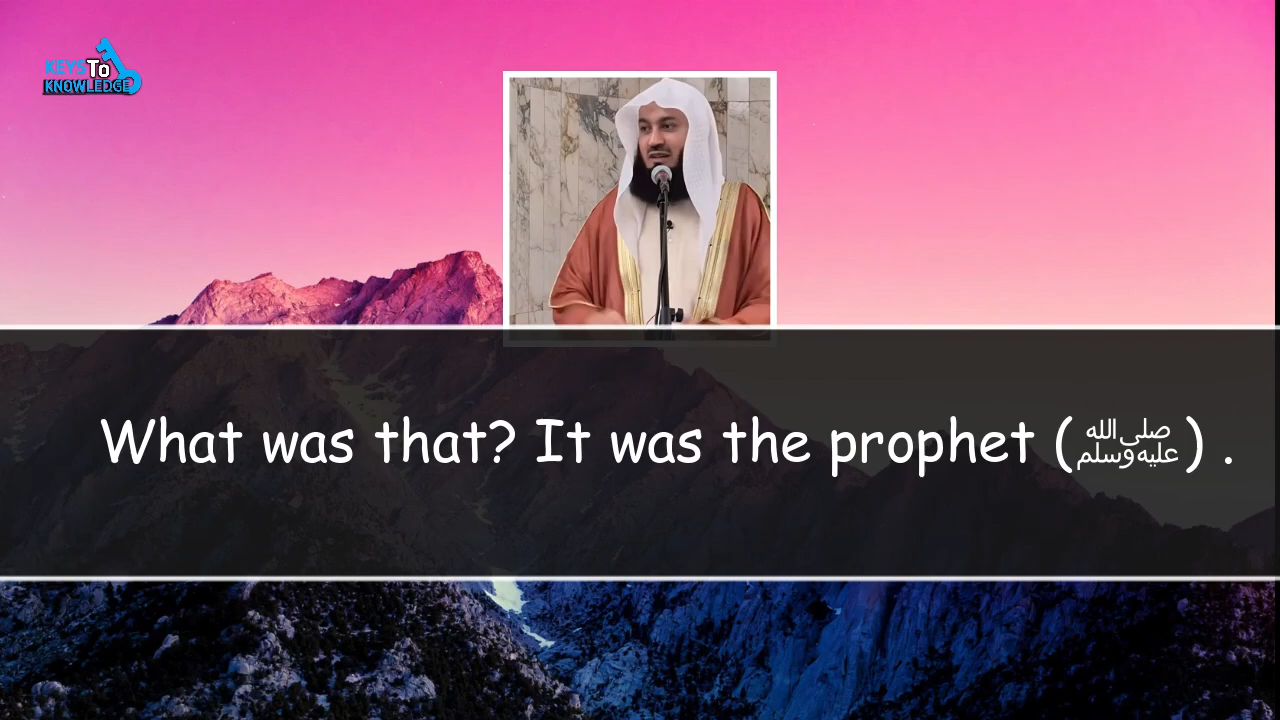 KEYS To
KNOWLEDGE
What was that? It was the prophet (ﷺ) .